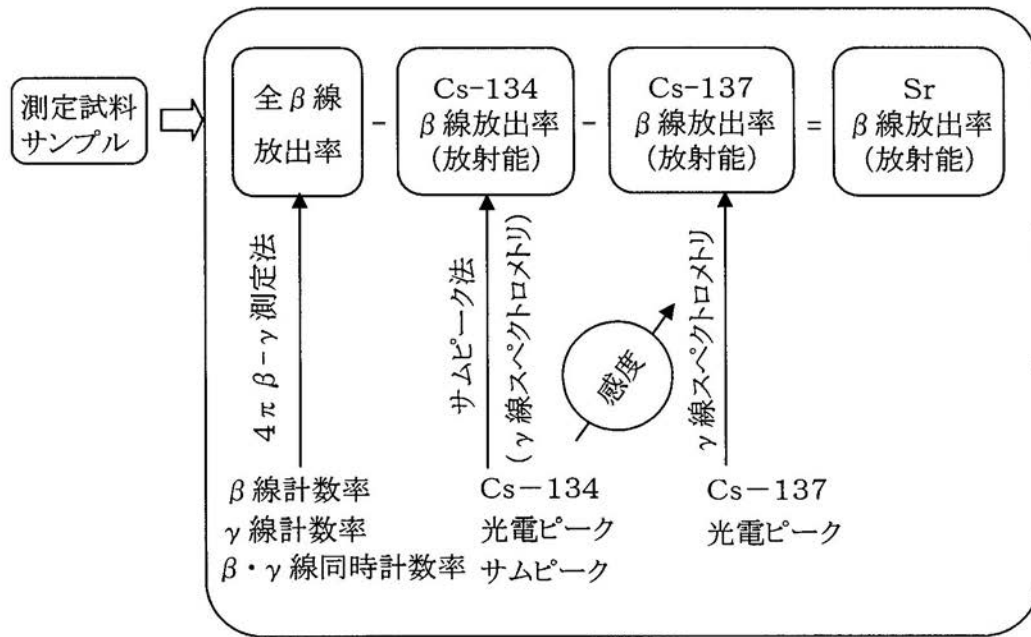 測定試料
サンプル
全β線
放出率
－
Cs-134
β線放出率
(放射能)
－
Cs-137
β線放出率
(放射能)
＝
Sr
β線放出率
(放射能)
4πβ-γ測定法
サムピーク法
(γ線スペクトロメトリ)
感度
γ線スペクトロメトリ
β線計数率
γ線計数率
β・γ線同時計数率
Cs－134
光電ピーク
サムピーク
Cs－137
光電ピーク